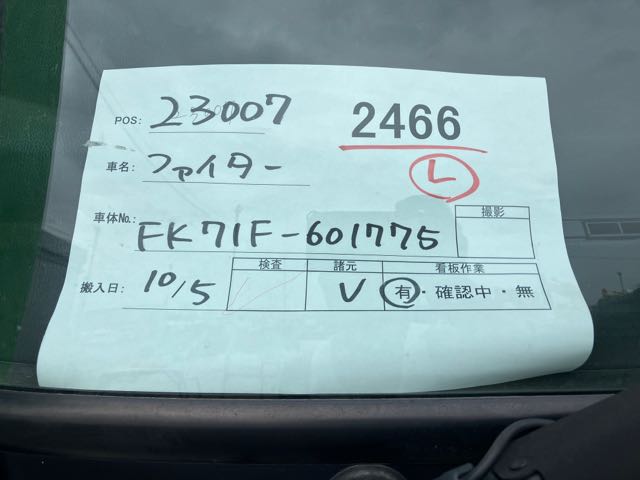 POS: 23007 2466
車名: ファイター L
車体No.: FK71F-601775 撮影
搬入日: 10/5 検査 諸元 看板作業
V 有・確認中・無